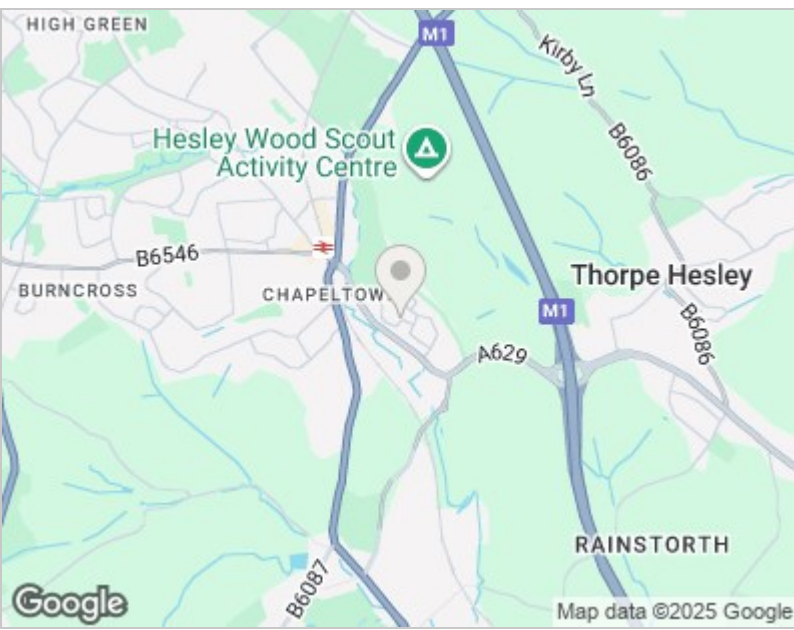 HIGH GREEN
M1
Kirby Ln
B6086
Hesley Wood Scout
Activity Centre
B6546
BURNCROSS
CHAPELTOW
Thorpe Hesley
M1
B6086
A629
RAINSTORTH
B6087
Google
Map data ©2025 Google